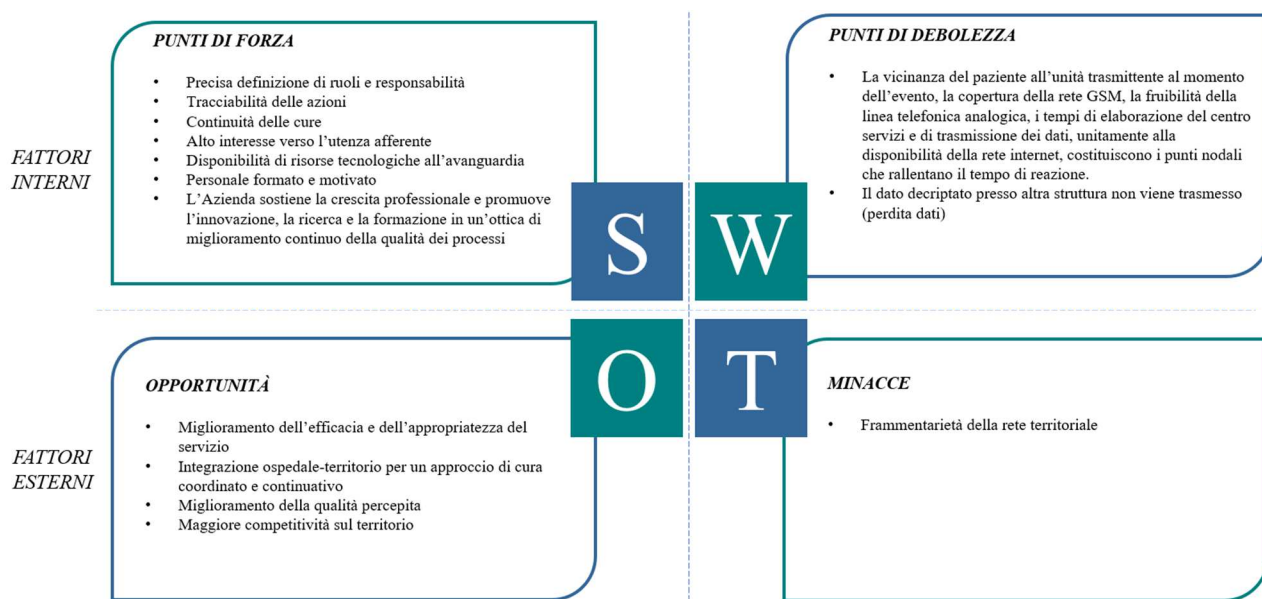 PUNTI DI FORZA
• Precisa definizione di ruoli e responsabilità
• Tracciabilità delle azioni
• Continuità delle cure
• Alto interesse verso l'utenza afferente
• Disponibilità di risorse tecnologiche all'avanguardia
• Personale formato e motivato
• L'Azienda sostiene la crescita professionale e promuove
l'innovazione, la ricerca e la formazione in un'ottica di
miglioramento continuo della qualità dei processi
PUNTI DI DEBOLEZZA
• La vicinanza del paziente all'unità trasmittente al momento
dell'evento, la copertura della rete GSM, la fruibilità della
linea telefonica analogica, i tempi di elaborazione del centro
servizi e di trasmissione dei dati, unitamente alla
disponibilità della rete internet, costituiscono i punti nodali
che rallentano il tempo di reazione.
• Il dato decriptato presso altra struttura non viene trasmesso
(perdita dati)
FATTORI
INTERNI
S
W
O
T
OPPORTUNITÀ
• Miglioramento dell'efficacia e dell'appropriatezza del
servizio
• Integrazione ospedale-territorio per un approccio di cura
coordinato e continuativo
• Miglioramento della qualità percepita
• Maggiore competitività sul territorio
MINACCE
• Frammentarietà della rete territoriale
FATTORI
ESTERNI